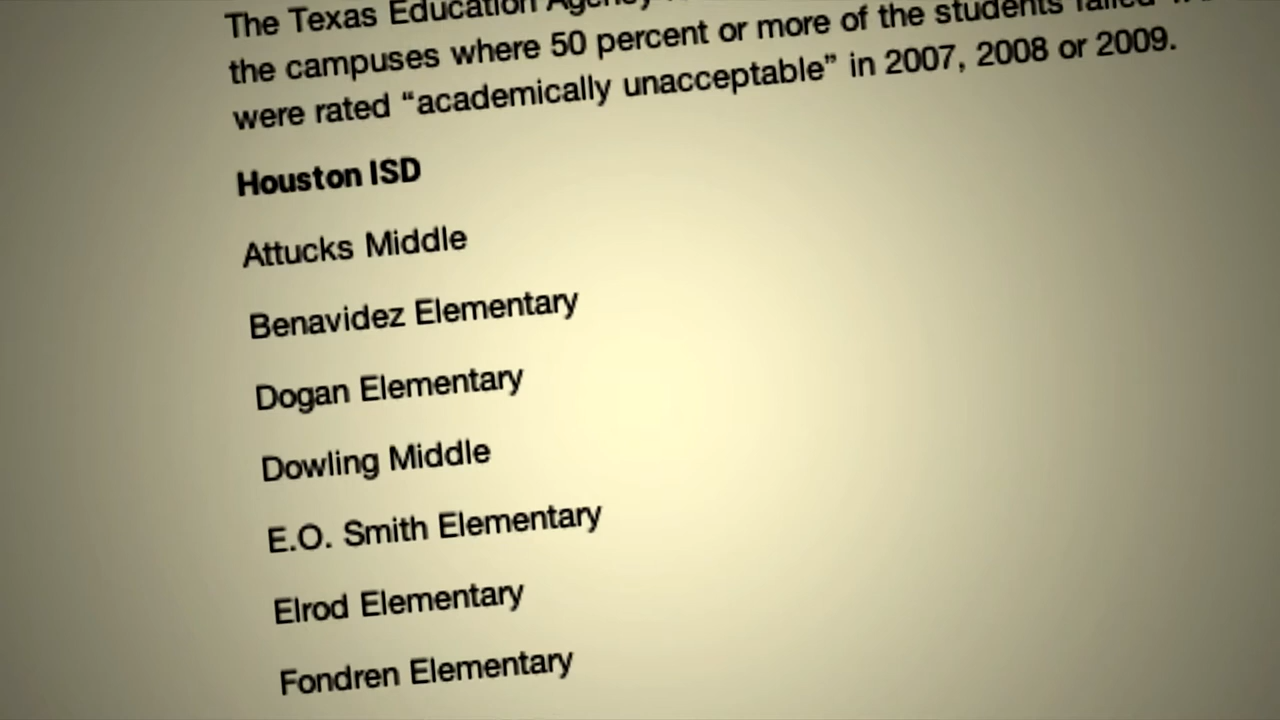 The Texas Education Agency
the campuses where 50 percent or more of the students failed
were rated “academically unacceptable” in 2007, 2008 or 2009.
Houston ISD
Attucks Middle
Benavidez Elementary
Dogan Elementary
Dowling Middle
E.O. Smith Elementary
Elrod Elementary
Fondren Elementary